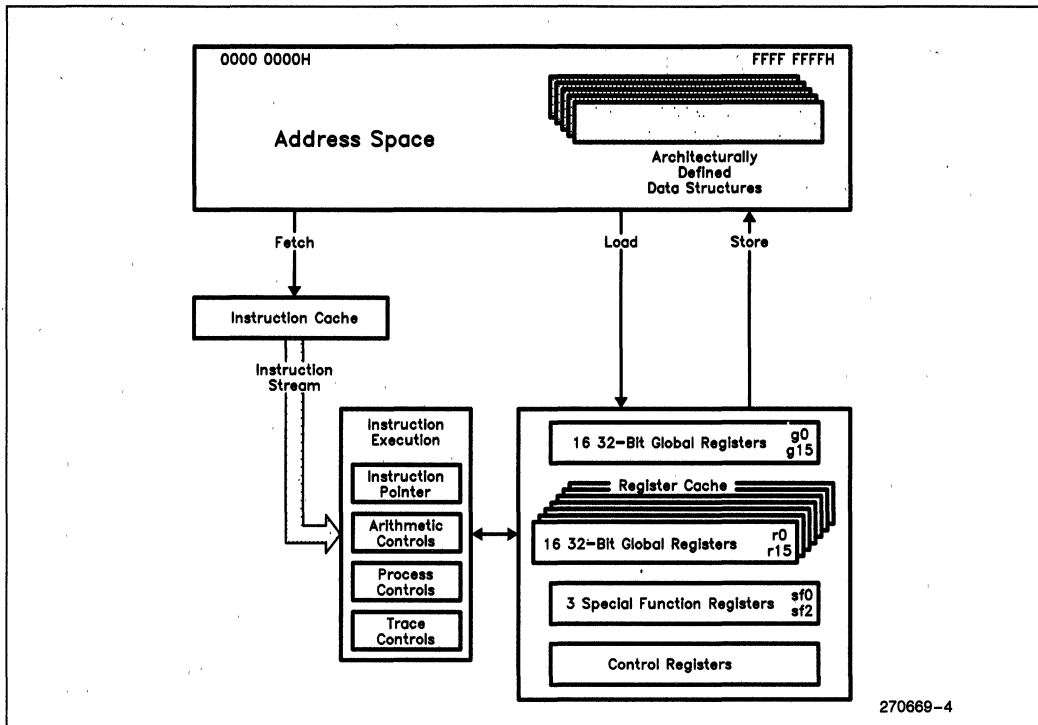 0000 0000H
FFFF FFFFH
Address Space
Architecturally
Defined
Data Structures
Fetch
Load
Store
Instruction Cache
Instruction
Stream
Instruction
Execution
Instruction
Pointer
Arithmetic
Controls
Process
Controls
Trace
Controls
16 32-Bit Global Registers
g0
g15
Register Cache
16 32-Bit Global Registers
r0
r15
3 Special Function Registers
sf0
sf2
Control Registers
270669-4